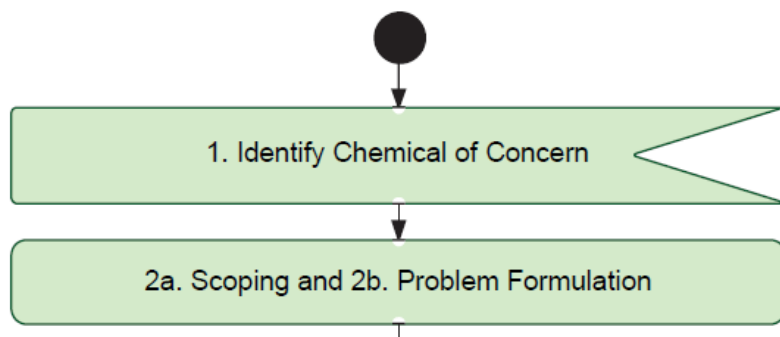 1. Identify Chemical of Concern
2a. Scoping and 2b. Problem Formulation